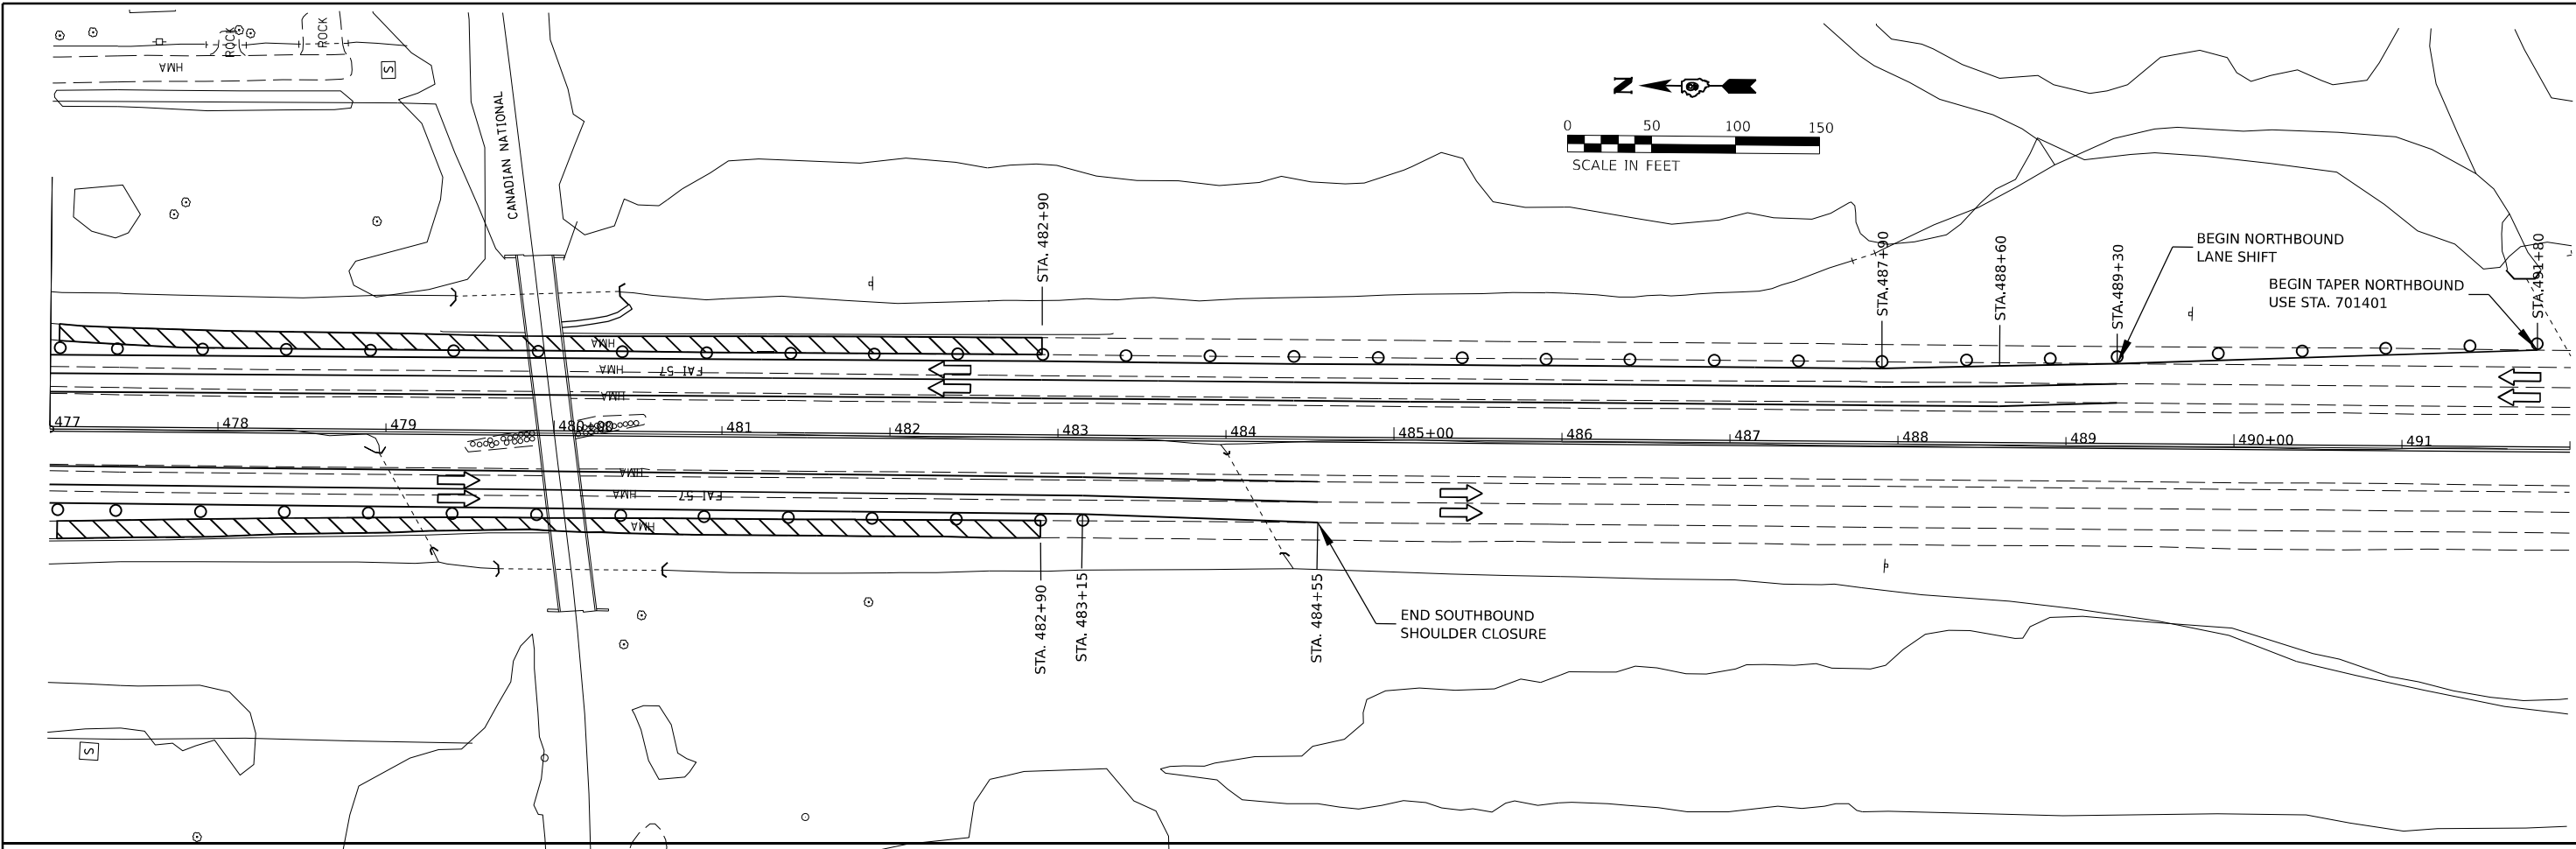 ROCK
ROCK
HMA
S
CANADIAN NATIONAL
N
0 50 100 150
SCALE IN FEET
STA. 482+90
STA.487+90
STA.488+60
STA.489+30
BEGIN NORTHBOUND
LANE SHIFT
BEGIN TAPER NORTHBOUND
USE STA. 701401
STA.491+80
HMA
HMA
FAI 57
HMA
477 478 479 480+00 481 482 483 484 485+00 486 487 488 489 490+00 491
HMA
HMA
FAI 57
HMA
STA. 482+90
STA. 483+15
STA. 484+55
END SOUTHBOUND
SHOULDER CLOSURE
S